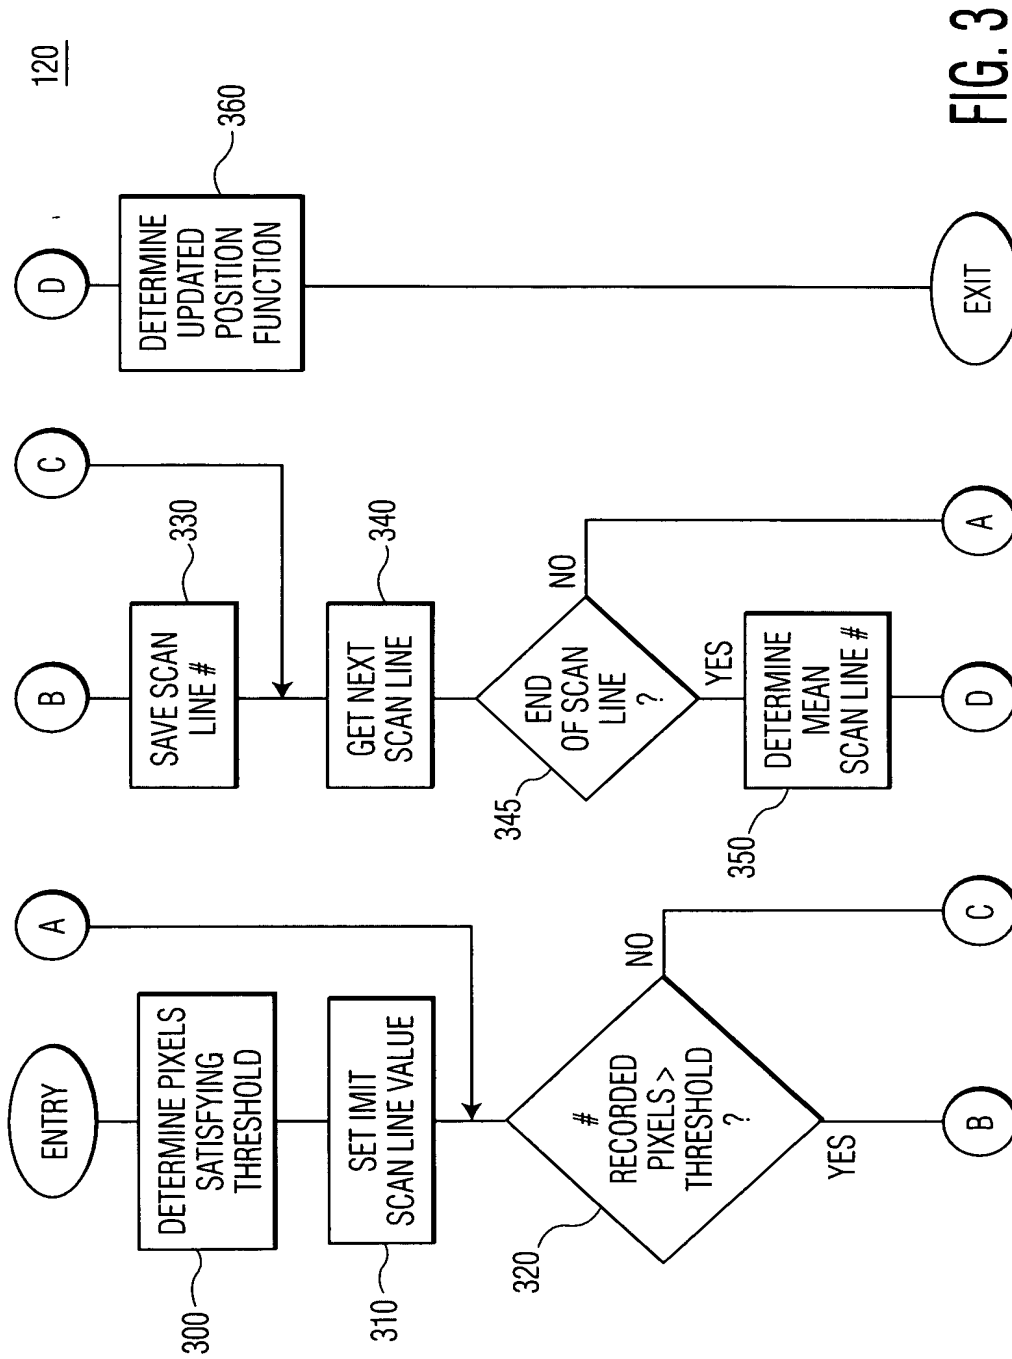 120
ENTRY
DETERMINE PIXELS
SATISFYING
THRESHOLD
300
SET IMIT
SCAN LINE VALUE
310
A
#
RECORDED
PIXELS >
THRESHOLD
?
320
NO
YES
B
C
B
SAVE SCAN
LINE #
330
C
GET NEXT
SCAN LINE
340
END
OF SCAN
LINE
?
345
NO
YES
DETERMINE
MEAN
SCAN LINE #
350
D
A
D
DETERMINE
UPDATED
POSITION
FUNCTION
360
EXIT
FIG. 3